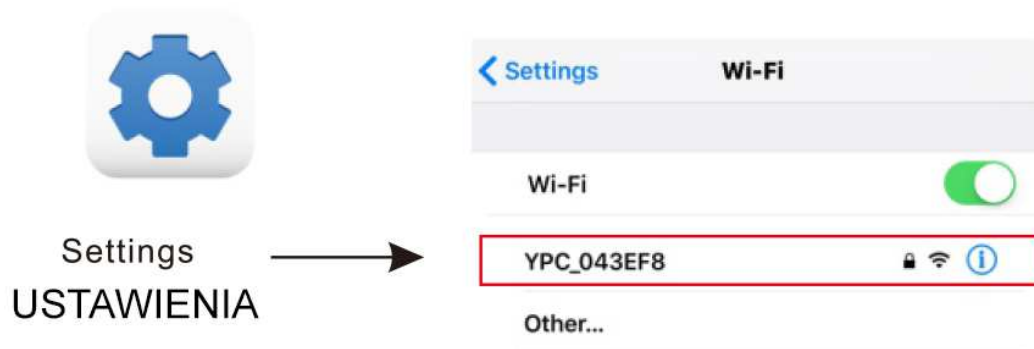 Settings
USTAWIENIA
Settings
Wi-Fi
Wi-Fi
YPC_043EF8
Other...